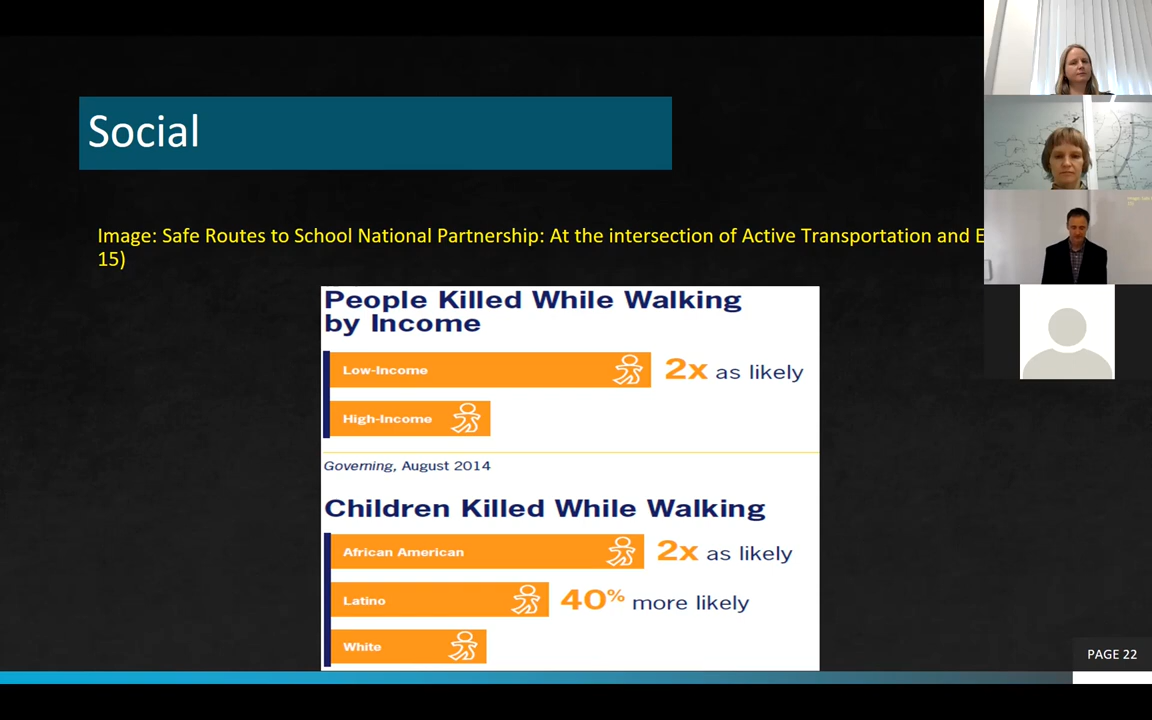 Social
Image: Safe Routes to School National Partnership: At the intersection of Active Transportation and
15)
People Killed While Walking
by Income
Low-Income
2x as likely
High-Income
Governing, August 2014
Children Killed While Walking
African American
2x as likely
Latino
40% more likely
White
PAGE 22